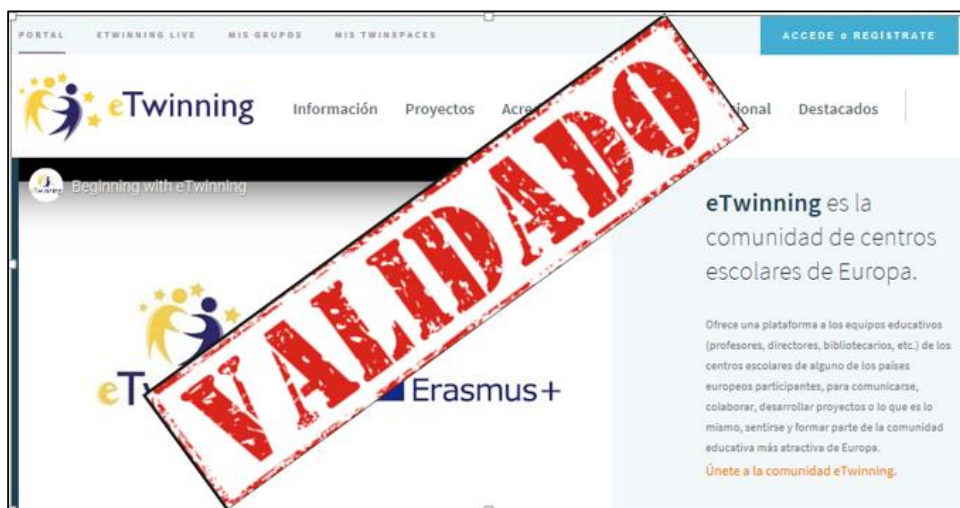 PORTAL ETWINNING LIVE MIS GRUPOS MIS TWINSPACES ACCEDE o REGÍSTRATE
eTwinning Información Proyectos Destacados
Beginning with eTwinning
VALIDADO
Erasmus+
eTwinning es la
comunidad de centros
escolares de Europa.
Ofrece una plataforma a los equipos educativos
(profesores, directores, bibliotecarios, etc.) de los
centros escolares de alguno de los países
europeos participantes, para comunicarse,
colaborar, desarrollar proyectos o lo que es lo
mismo, sentirse y formar parte de la comunidad
educativa más atractiva de Europa.
Únete a la comunidad eTwinning.